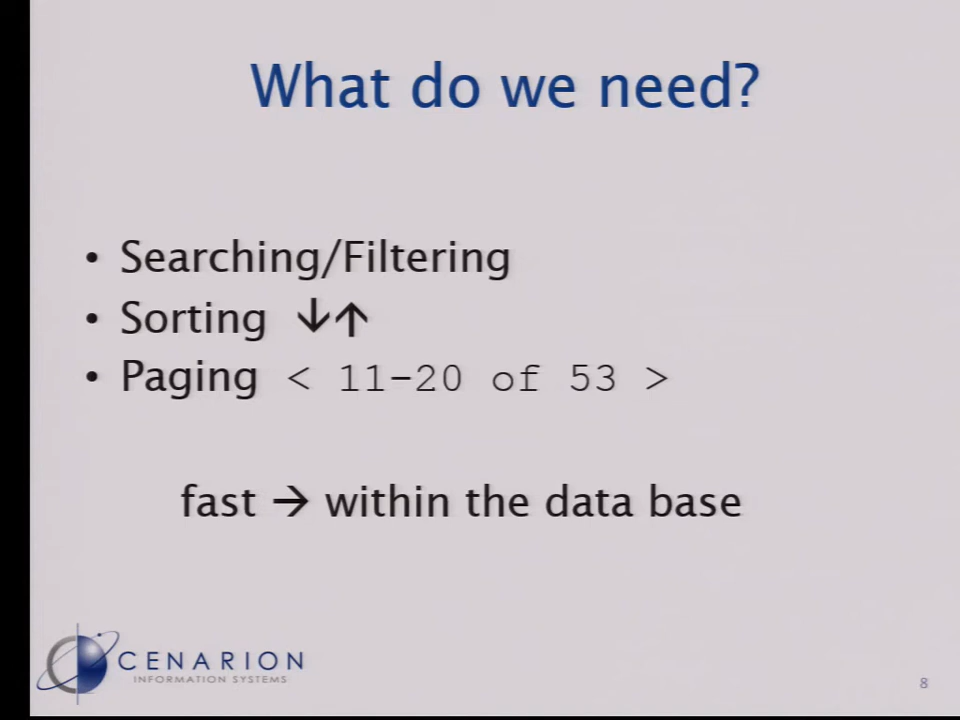 What do we need?
• Searching/Filtering
• Sorting ↓↑
• Paging < 11-20 of 53 >
fast → within the data base
CENARION
INFORMATION SYSTEMS
8